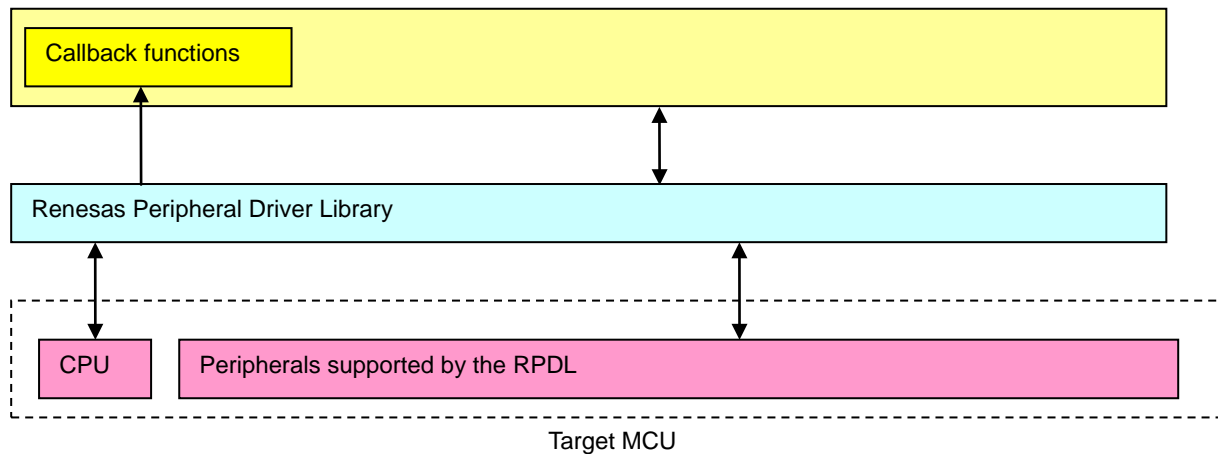 Callback functions
Renesas Peripheral Driver Library
CPU
Peripherals supported by the RPDL
Target MCU